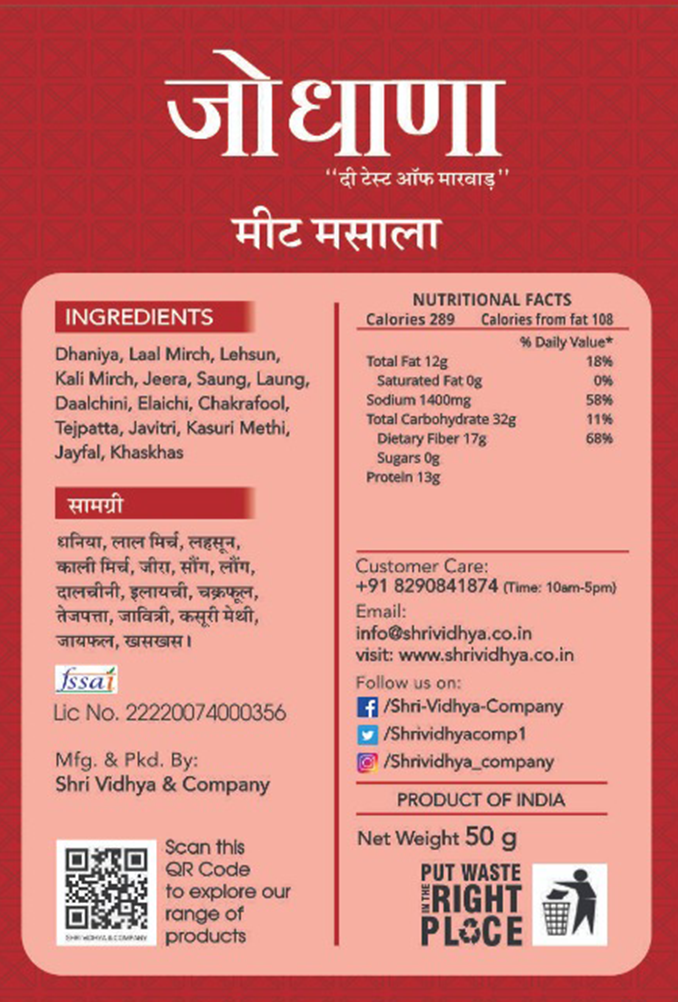 जोधाणा
“दी टेस्ट ऑफ मारवाड़”
मीट मसाला
INGREDIENTS
Dhaniya, Laal Mirch, Lehsun,
Kali Mirch, Jeera, Saung, Laung,
Daalchini, Elaichi, Chakrafool,
Tejpatta, Javitri, Kasuri Methi,
Jayfal, Khaskhas
सामग्री
धनिया, लाल मिर्च, लहसून,
काली मिर्च, जीरा, सौंग, लौंग,
दालचीनी, इलायची, चक्रफूल,
तेजपत्ता, जावित्री, कसूरी मेथी,
जायफल, खसखस।
fssai
Lic No. 22220074000356
Mfg. & Pkd. By:
Shri Vidhya & Company
SHRI VIDHYA & COMPANY
Scan this
QR Code
to explore our
range of
products
NUTRITIONAL FACTS
Calories 289 Calories from fat 108
% Daily Value*
Total Fat 12g 18%
Saturated Fat 0g 0%
Sodium 1400mg 58%
Total Carbohydrate 32g 11%
Dietary Fiber 17g 68%
Sugars 0g
Protein 13g
Customer Care:
+91 8290841874 (Time: 10am-5pm)
Email:
info@shrividhya.co.in
visit: www.shrividhya.co.in
Follow us on:
/Shri-Vidhya-Company
/Shrividhyacomp1
/Shrividhya_company
PRODUCT OF INDIA
Net Weight 50 g
PUT WASTE
IN THE RIGHT
PLACE